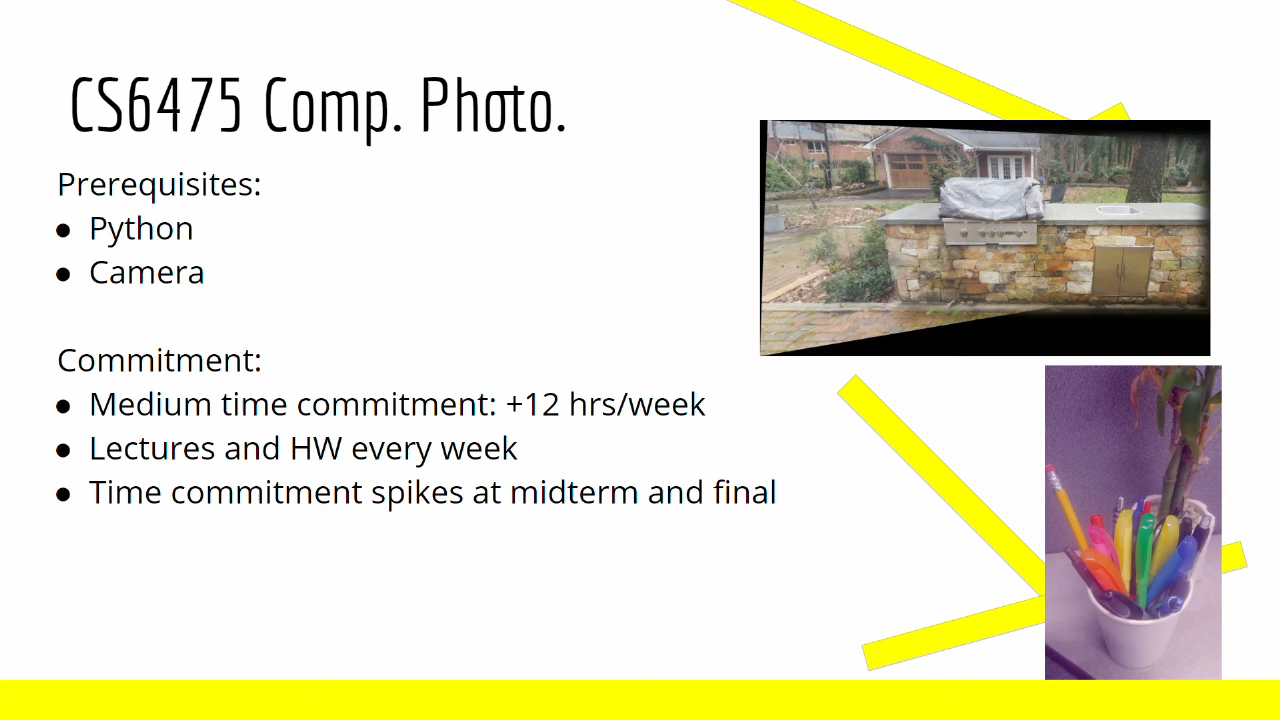 CS6475 Comp. Photo.
Prerequisites:
● Python
● Camera
Commitment:
● Medium time commitment: +12 hrs/week
● Lectures and HW every week
● Time commitment spikes at midterm and final